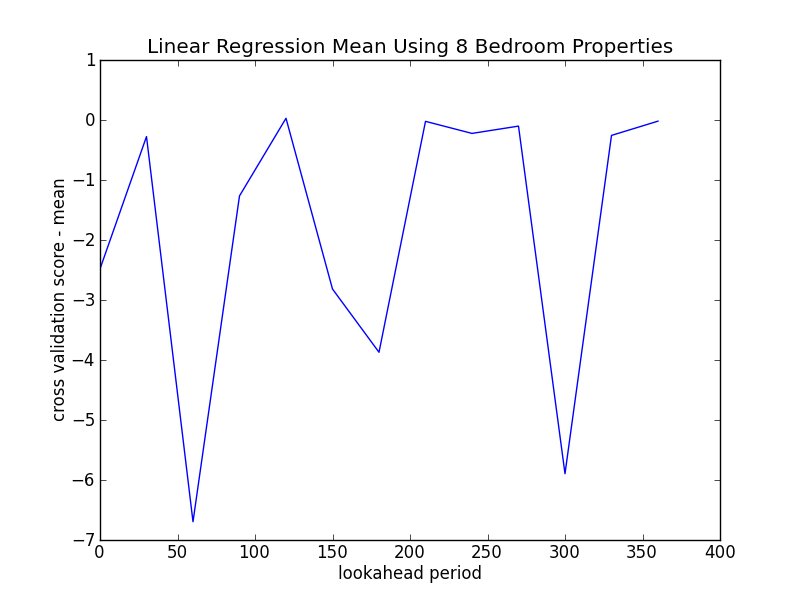 Linear Regression Mean Using 8 Bedroom Properties
cross validation score - mean
1
0
−1
−2
−3
−4
−5
−6
−7
0 50 100 150 200 250 300 350 400
lookahead period